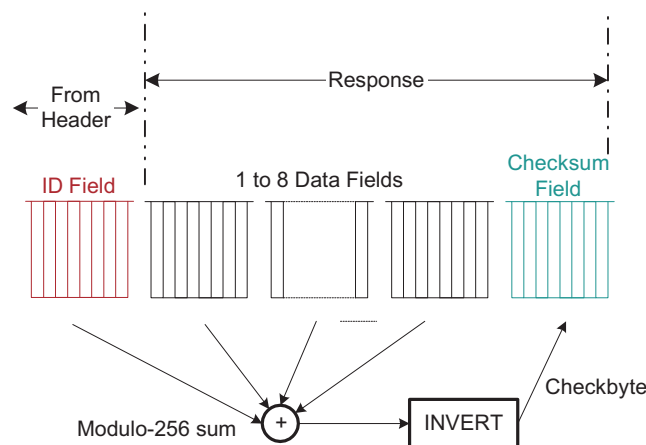 Response
From
Header
ID Field
1 to 8 Data Fields
Checksum
Field
Modulo-256 sum
+
INVERT
Checkbyte